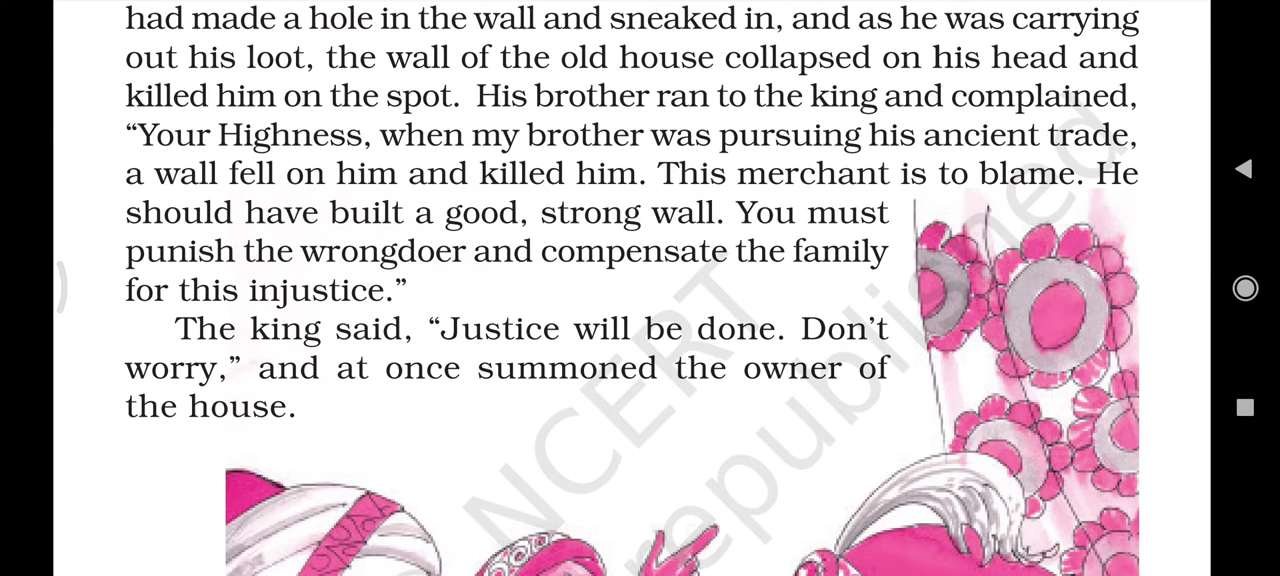 had made a hole in the wall and sneaked in, and as he was carrying
out his loot, the wall of the old house collapsed on his head and
killed him on the spot. His brother ran to the king and complained,
“Your Highness, when my brother was pursuing his ancient trade,
a wall fell on him and killed him. This merchant is to blame. He
should have built a good, strong wall. You must
punish the wrongdoer and compensate the family
for this injustice.”
The king said, “Justice will be done. Don’t
worry,” and at once summoned the owner of
the house.
NCERT
republished